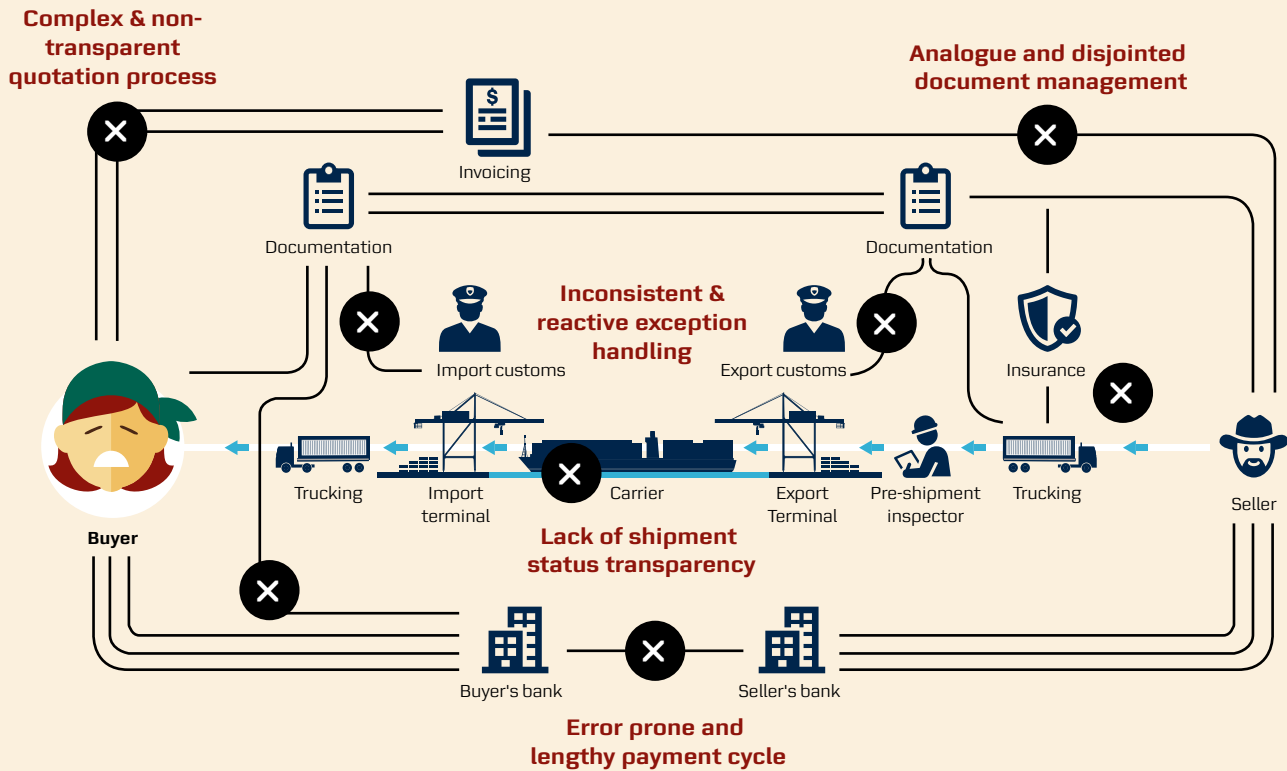 Complex & non-
transparent
quotation process
Analogue and disjointed
document management
$
Invoicing
Documentation
Documentation
Inconsistent &
reactive exception
handling
Import customs
Export customs
Insurance
Trucking
Import
terminal
Carrier
Export
Terminal
Pre-shipment
inspector
Trucking
Seller
Buyer
Lack of shipment
status transparency
Buyer's bank
Seller's bank
Error prone and
lengthy payment cycle